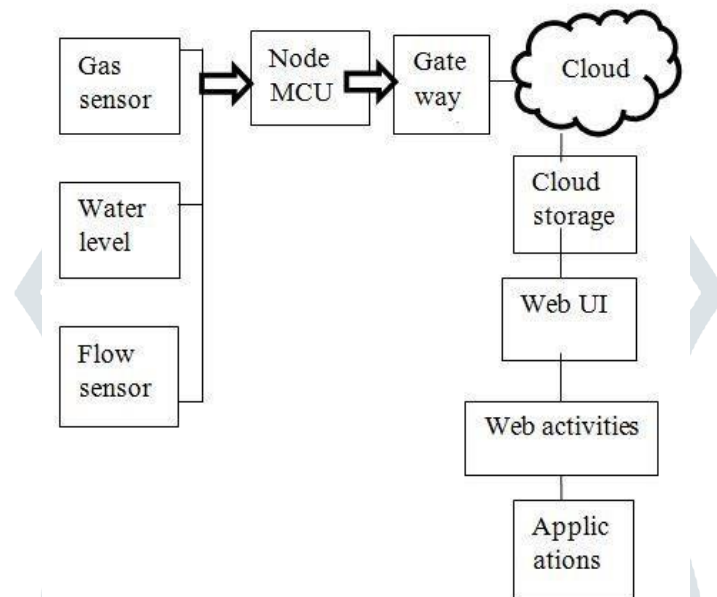 Gas
sensor
Water
level
Flow
sensor
Node
MCU
Gate
way
Cloud
Cloud
storage
Web UI
Web activities
Applic
ations